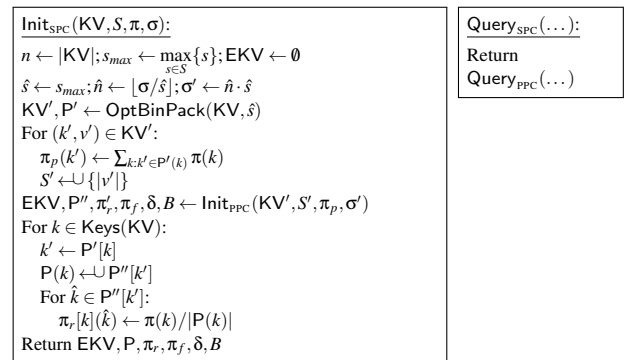 Init_SPC(KV, S, π, σ):
n ← |KV|; s_max ← max_{s∈S}{s}; EKV ← ∅
ŝ ← s_max; n̂ ← ⌊σ/ŝ⌋; σ′ ← n̂ · ŝ
KV′, P′ ← OptBinPack(KV, ŝ)
For (k′, v′) ∈ KV′:
π_p(k′) ← ∑_{k:k′∈P′(k)} π(k)
S′ ←∪ {|v′|}
EKV, P″, π′_r, π_f, δ, B ← Init_PPC(KV′, S′, π_p, σ′)
For k ∈ Keys(KV):
k′ ← P′[k]
P(k) ←∪ P″[k′]
For k̂ ∈ P″[k′]:
π_r[k](k̂) ← π(k)/|P(k)|
Return EKV, P, π_r, π_f, δ, B
Query_SPC(...):
Return
Query_PPC(...)